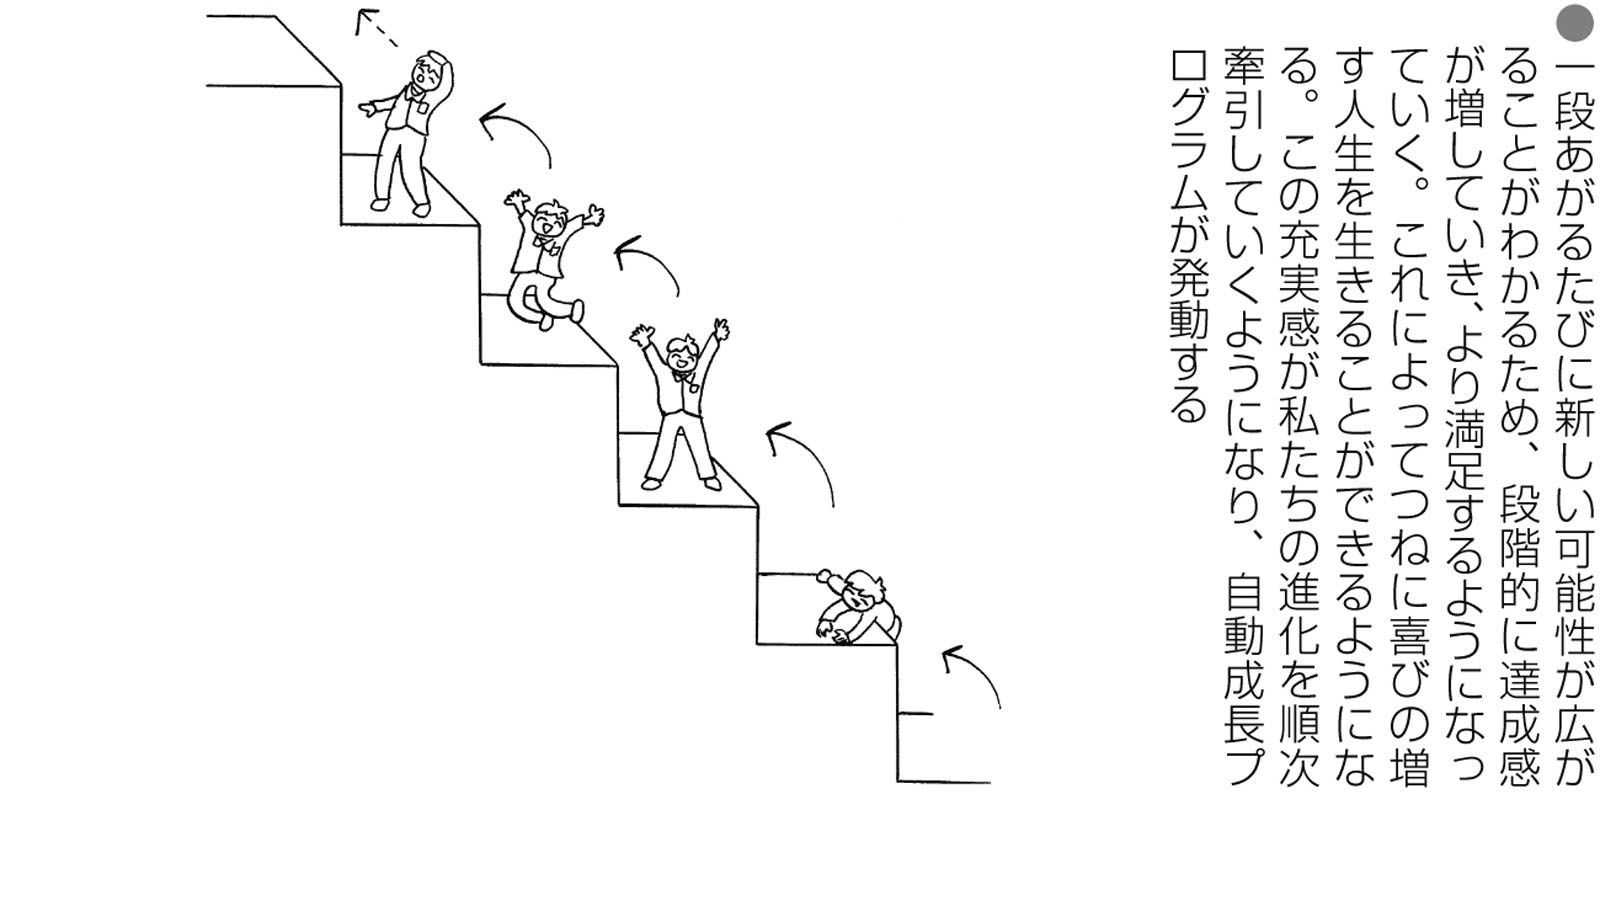 ●一段あがるたびに新しい可能性が広が
ることがわかるため、段階的に達成感
が増していき、より満足するようになっ
ていく。これによってつねに喜びの増
す人生を生きることができるようにな
る。この充実感が私たちの進化を順次
牽引していくようになり、自動成長プ
ログラムが発動する